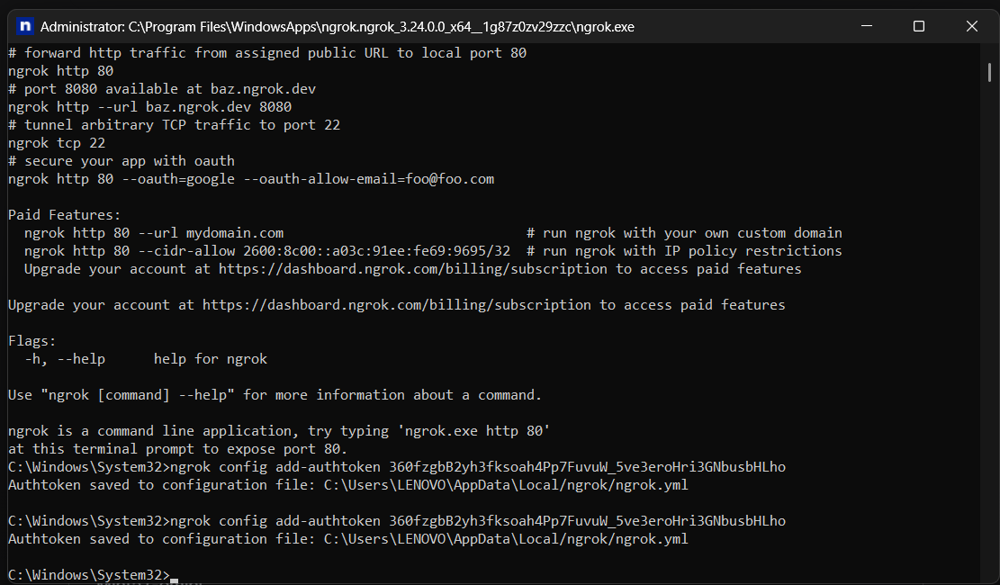 n Administrator: C:\Program Files\WindowsApps\ngrok.ngrok_3.24.0.0_x64__1g87z0zv29zzc\ngrok.exe
# forward http traffic from assigned public URL to local port 80
ngrok http 80
# port 8080 available at baz.ngrok.dev
ngrok http --url baz.ngrok.dev 8080
# tunnel arbitrary TCP traffic to port 22
ngrok tcp 22
# secure your app with oauth
ngrok http 80 --oauth=google --oauth-allow-email=foo@foo.com
Paid Features:
ngrok http 80 --url mydomain.com # run ngrok with your own custom domain
ngrok http 80 --cidr-allow 2600:8c00::a03c:91ee:fe69:9695/32 # run ngrok with IP policy restrictions
Upgrade your account at https://dashboard.ngrok.com/billing/subscription to access paid features
Upgrade your account at https://dashboard.ngrok.com/billing/subscription to access paid features
Flags:
-h, --help help for ngrok
Use "ngrok [command] --help" for more information about a command.
ngrok is a command line application, try typing 'ngrok.exe http 80'
at this terminal prompt to expose port 80.
C:\Windows\System32>ngrok config add-authtoken 360fzgbB2yh3fksoah4Pp7FuvuW_5ve3eroHri3GNbusbHLho
Authtoken saved to configuration file: C:\Users\LENOVO\AppData\Local/ngrok/ngrok.yml
C:\Windows\System32>ngrok config add-authtoken 360fzgbB2yh3fksoah4Pp7FuvuW_5ve3eroHri3GNbusbHLho
Authtoken saved to configuration file: C:\Users\LENOVO\AppData\Local/ngrok/ngrok.yml
C:\Windows\System32>